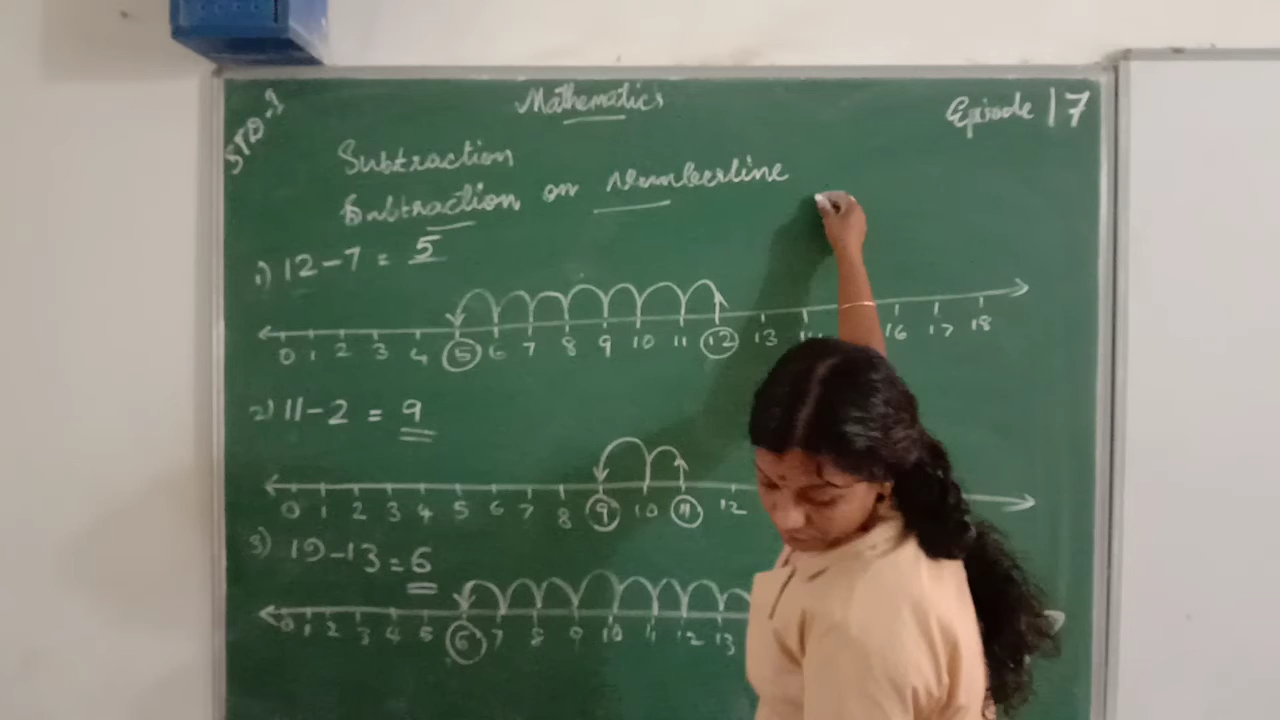 STD-1
Mathematics
Episode 17
Subtraction
Subtraction on Numberline
1) 12-7 = 5
0 1 2 3 4 5 6 7 8 9 10 11 12 13 16 17 18
2) 11-2 = 9
0 1 2 3 4 5 6 7 8 9 10 11 12
3) 19-13=6
0 1 2 3 4 5 6 7 8 9 10 11 12 13